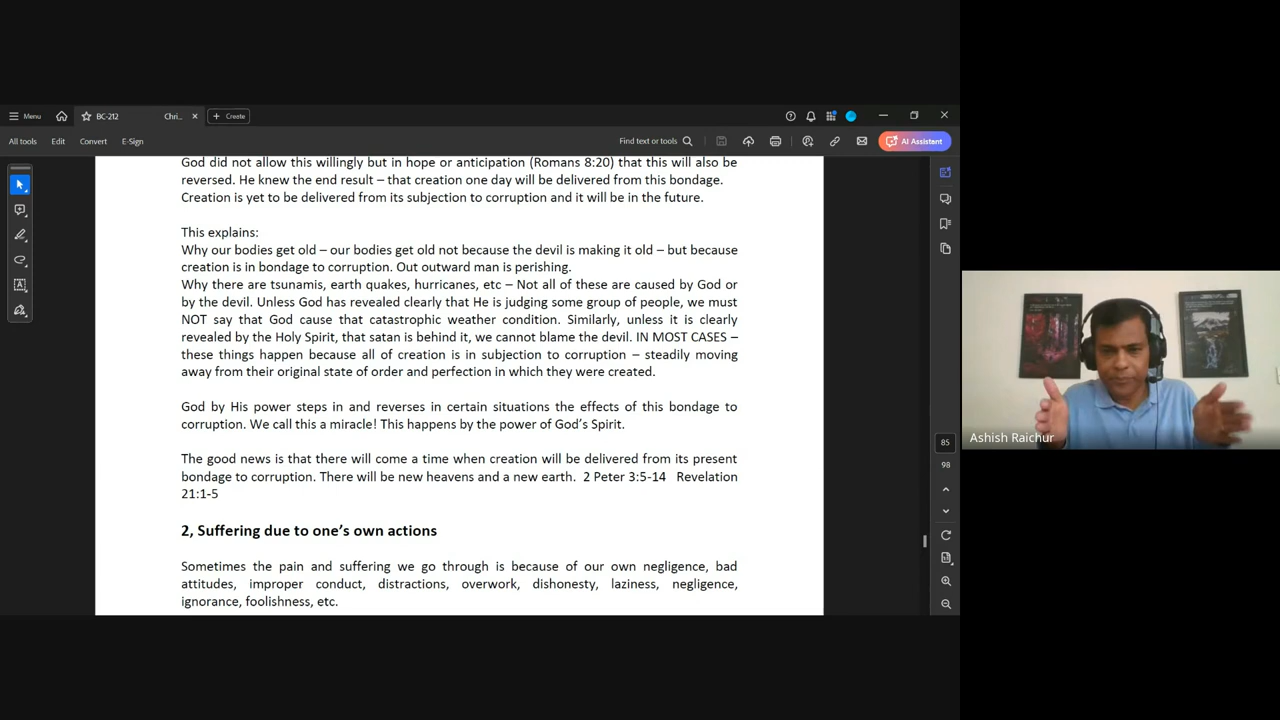 Menu
BC-212
Chri...
Create
All tools
Edit
Convert
E-Sign
Find text or tools
AI Assistant
God did not allow this willingly but in hope or anticipation (Romans 8:20) that this will also be
reversed. He knew the end result – that creation one day will be delivered from this bondage.
Creation is yet to be delivered from its subjection to corruption and it will be in the future.
This explains:
Why our bodies get old – our bodies get old not because the devil is making it old – but because
creation is in bondage to corruption. Out outward man is perishing.
Why there are tsunamis, earth quakes, hurricanes, etc – Not all of these are caused by God or
by the devil. Unless God has revealed clearly that He is judging some group of people, we must
NOT say that God cause that catastrophic weather condition. Similarly, unless it is clearly
revealed by the Holy Spirit, that satan is behind it, we cannot blame the devil. IN MOST CASES –
these things happen because all of creation is in subjection to corruption – steadily moving
away from their original state of order and perfection in which they were created.
God by His power steps in and reverses in certain situations the effects of this bondage to
corruption. We call this a miracle! This happens by the power of God's Spirit.
The good news is that there will come a time when creation will be delivered from its present
bondage to corruption. There will be new heavens and a new earth. 2 Peter 3:5-14 Revelation
21:1-5
2, Suffering due to one's own actions
Sometimes the pain and suffering we go through is because of our own negligence, bad
attitudes, improper conduct, distractions, overwork, dishonesty, laziness, negligence,
ignorance, foolishness, etc.
85
98
Ashish Raichur